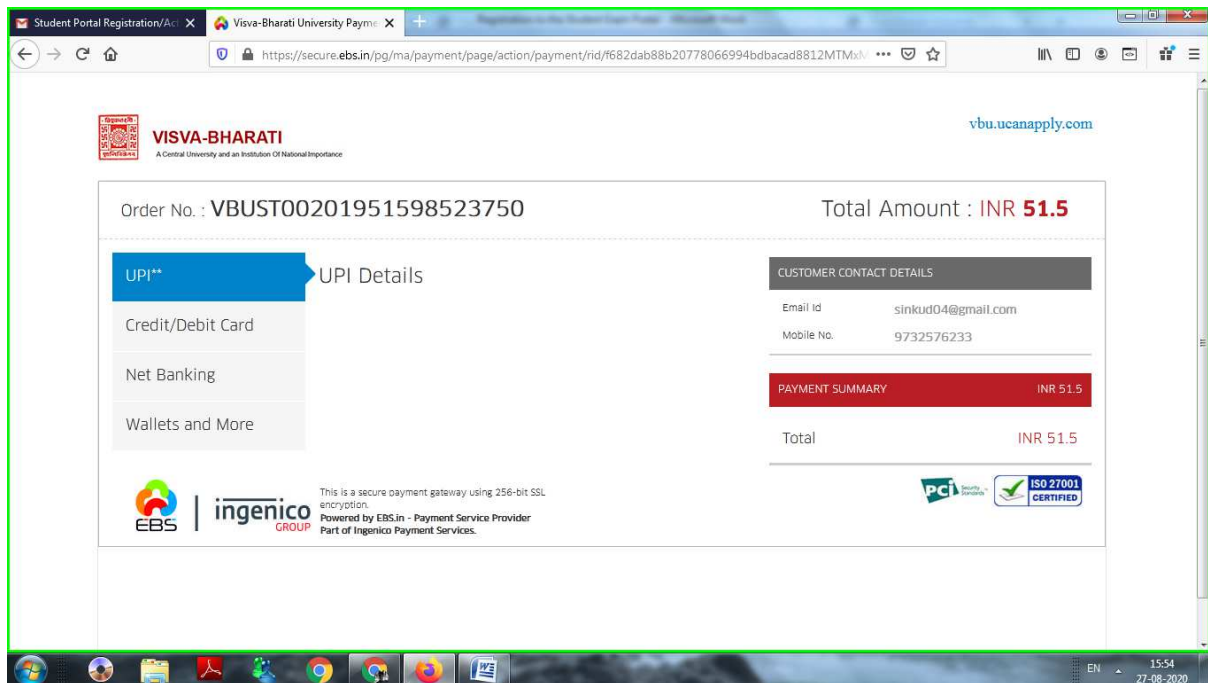 Student Portal Registration/Act
Visva-Bharati University Payme
https://secure.ebs.in/pg/ma/payment/page/action/payment/rid/f682dab88b20778066994bdbacad8812MTMxM
VISVA-BHARATI
A Central University and an Institution Of National Importance
vbu.ucanapply.com
Order No. : VBUST00201951598523750
Total Amount : INR 51.5
UPI**
UPI Details
Credit/Debit Card
Net Banking
Wallets and More
CUSTOMER CONTACT DETAILS
Email Id sinkud04@gmail.com
Mobile No. 9732576233
PAYMENT SUMMARY INR 51.5
Total INR 51.5
EBS
ingenico
GROUP
This is a secure payment gateway using 256-bit SSL
encryption.
Powered by EBS.in - Payment Service Provider
Part of Ingenico Payment Services.
PCI Security Standards
ISO 27001
CERTIFIED
EN
15:54
27-08-2020